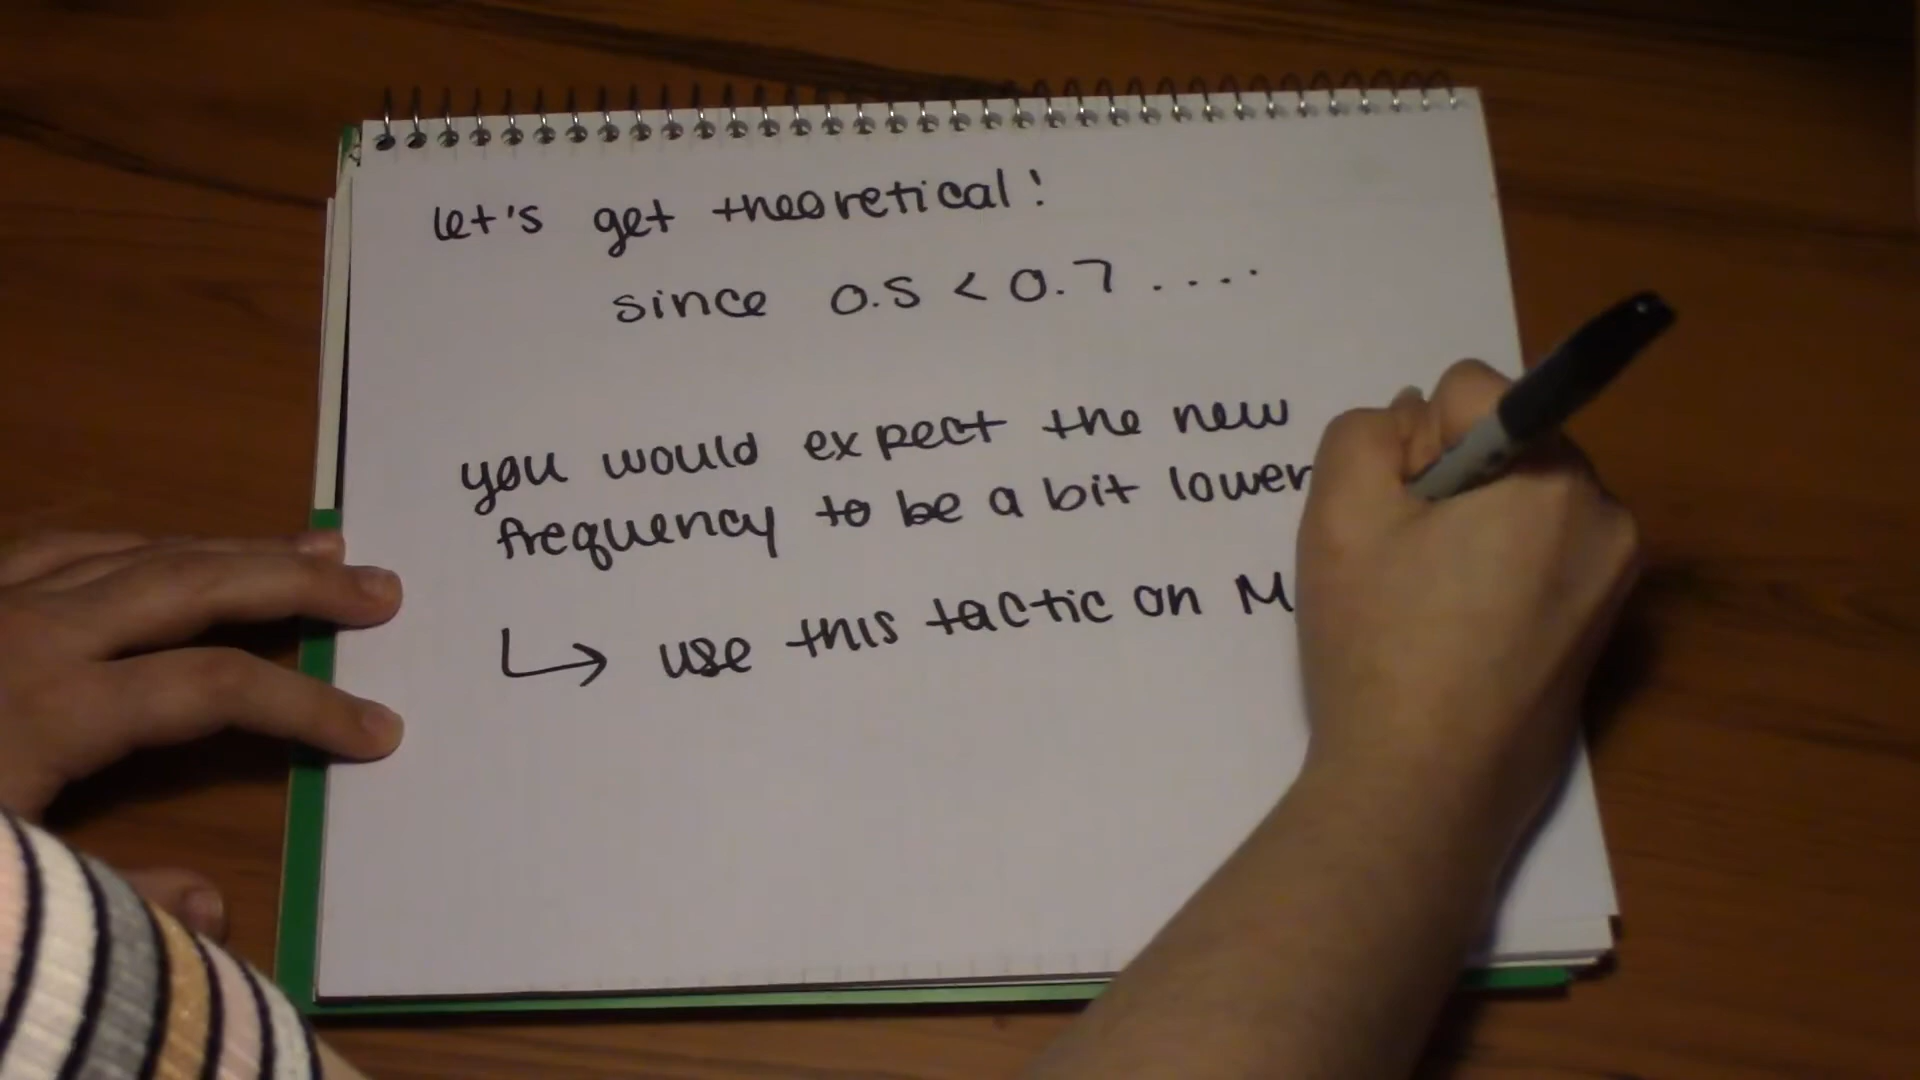 let's get theoretical!
since 0.5 < 0.7 ....
you would expect the new
frequency to be a bit lower
↳ use this tactic on M